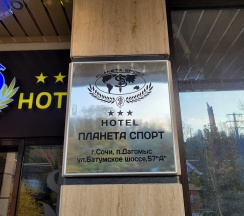 HOT
HOTEL
ПЛАНЕТА СПОРТ
г.Сочи, п.Дагомыс
ул.Батумское шоссе,57"Д"